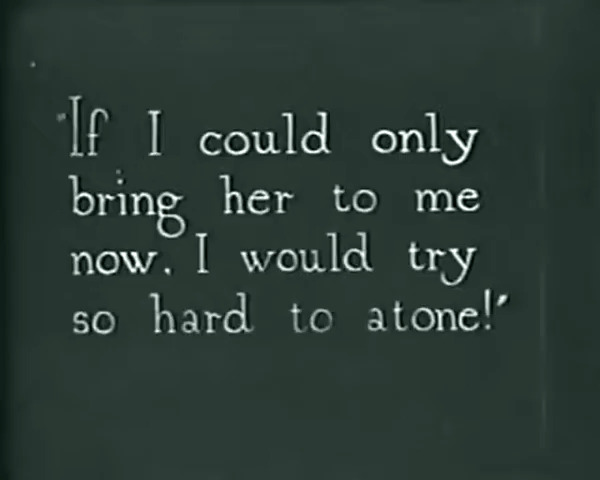 "If I could only
bring her to me
now. I would try
so hard to atone!"